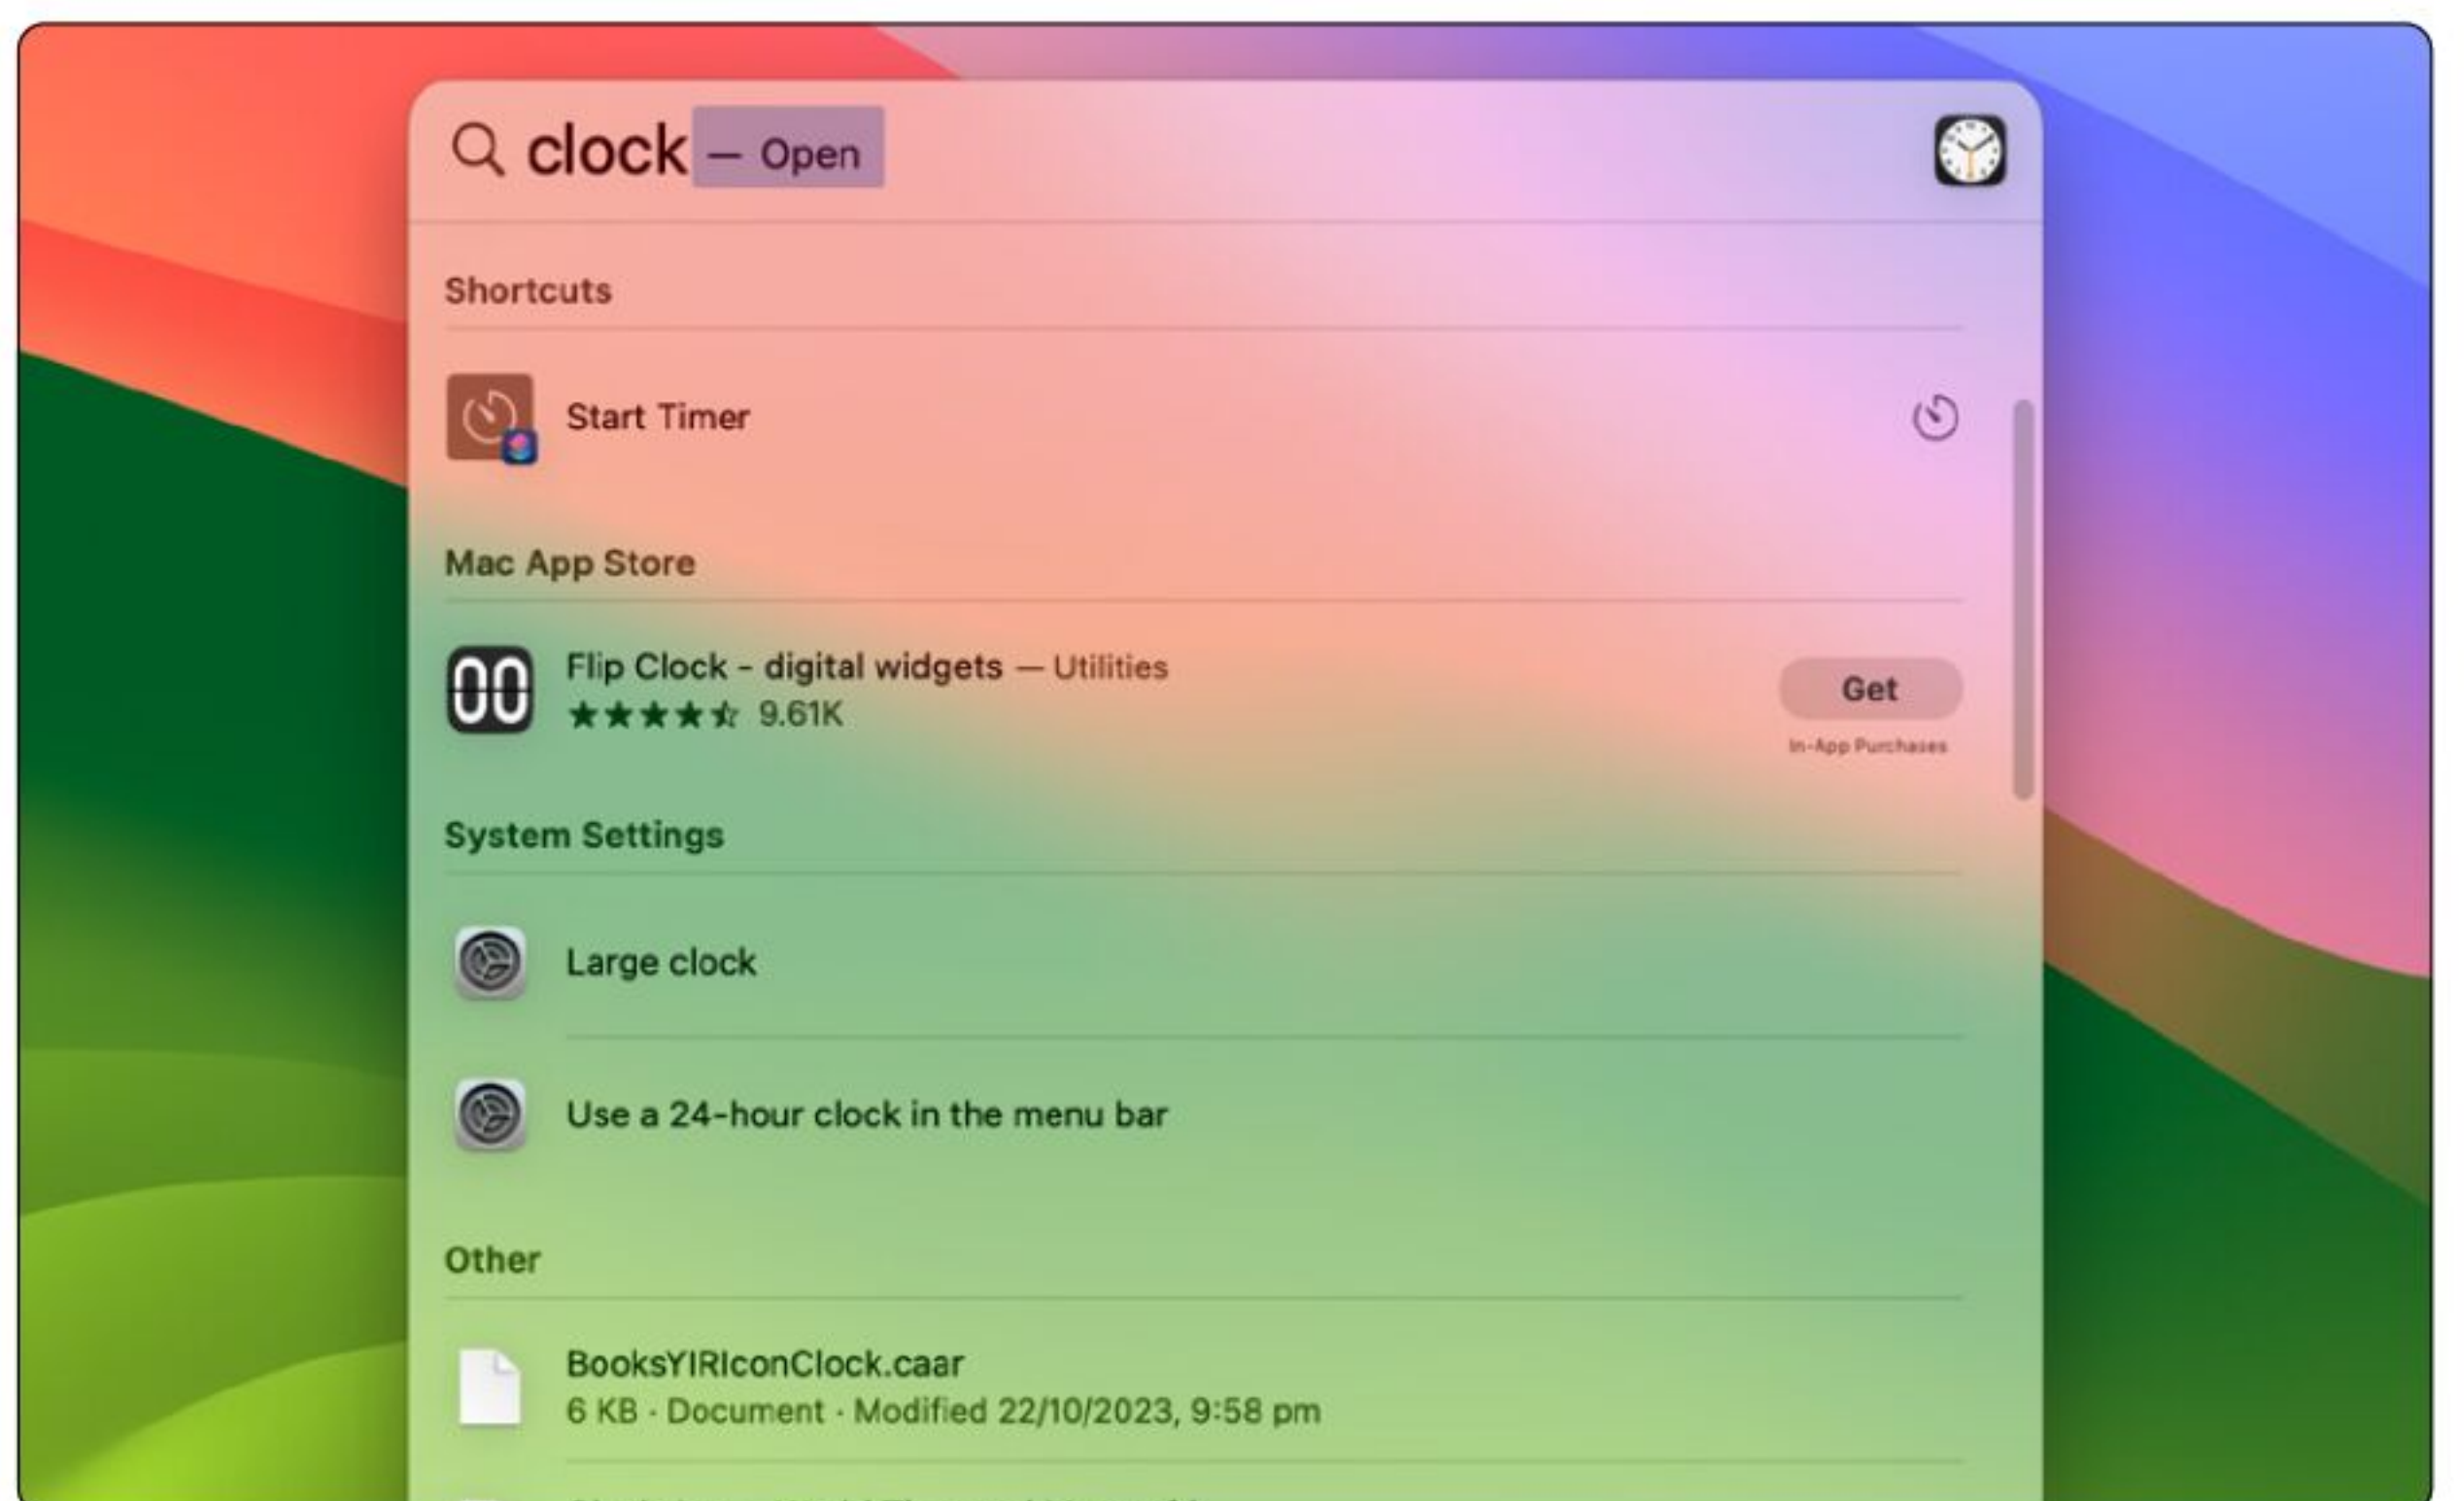 clock — Open
Shortcuts
Start Timer
Mac App Store
00
Flip Clock - digital widgets — Utilities
9.61K
Get
In-App Purchases
System Settings
Large clock
Use a 24-hour clock in the menu bar
Other
BooksYIRIconClock.caar
6 KB · Document · Modified 22/10/2023, 9:58 pm